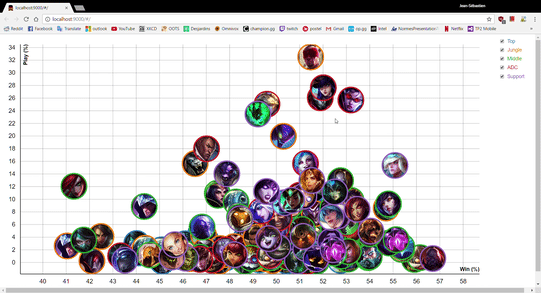 Jean-Sébastien
localhost:9000/#/
localhost:9000/#/
Reddit
Facebook
Translate
outlook
YouTube
XKCD
OOTS
Desjardins
Omnivox
champion.gg
twitch
postel
Gmail
op.gg
Intel
Netflix
TFJ Mobile
Play (%)
34
32
30
28
26
24
22
20
18
16
14
12
10
8
6
4
2
0
40 41 42 43 44 45 46 47 48 49 50 51 52 53 54 55 56 57 58
Win (%)
Top
Jungle
Middle
ADC
Support